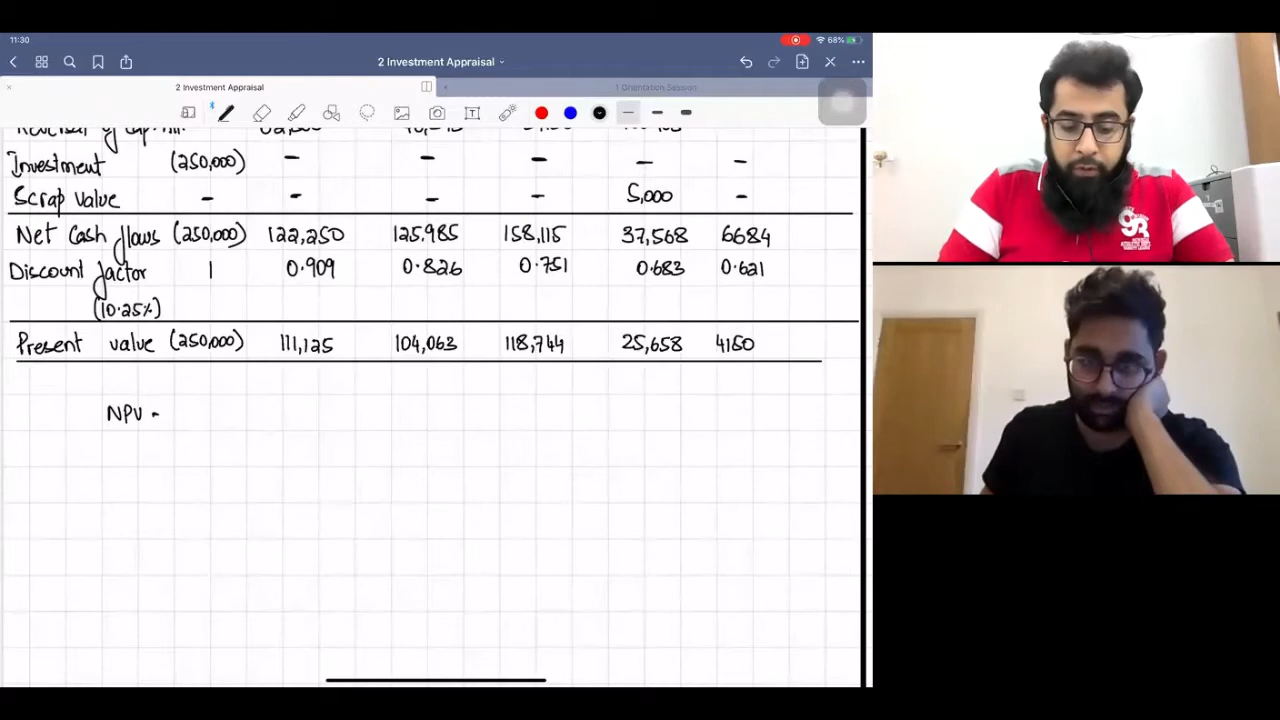 11:30
68%
2 Investment Appraisal
2 Investment Appraisal
1 Orientation Session
T
Reversal of
Investment (250,000) - - - - -
Scrap value - - - - 5,000 -
Net Cash flows (250,000) 122,250 125,985 158,115 37,568 6684
Discount factor 1 0.909 0.826 0.751 0.683 0.621
(10.25%)
Present value (250,000) 111,125 104,063 118,744 25,658 4150
NPV -
9R